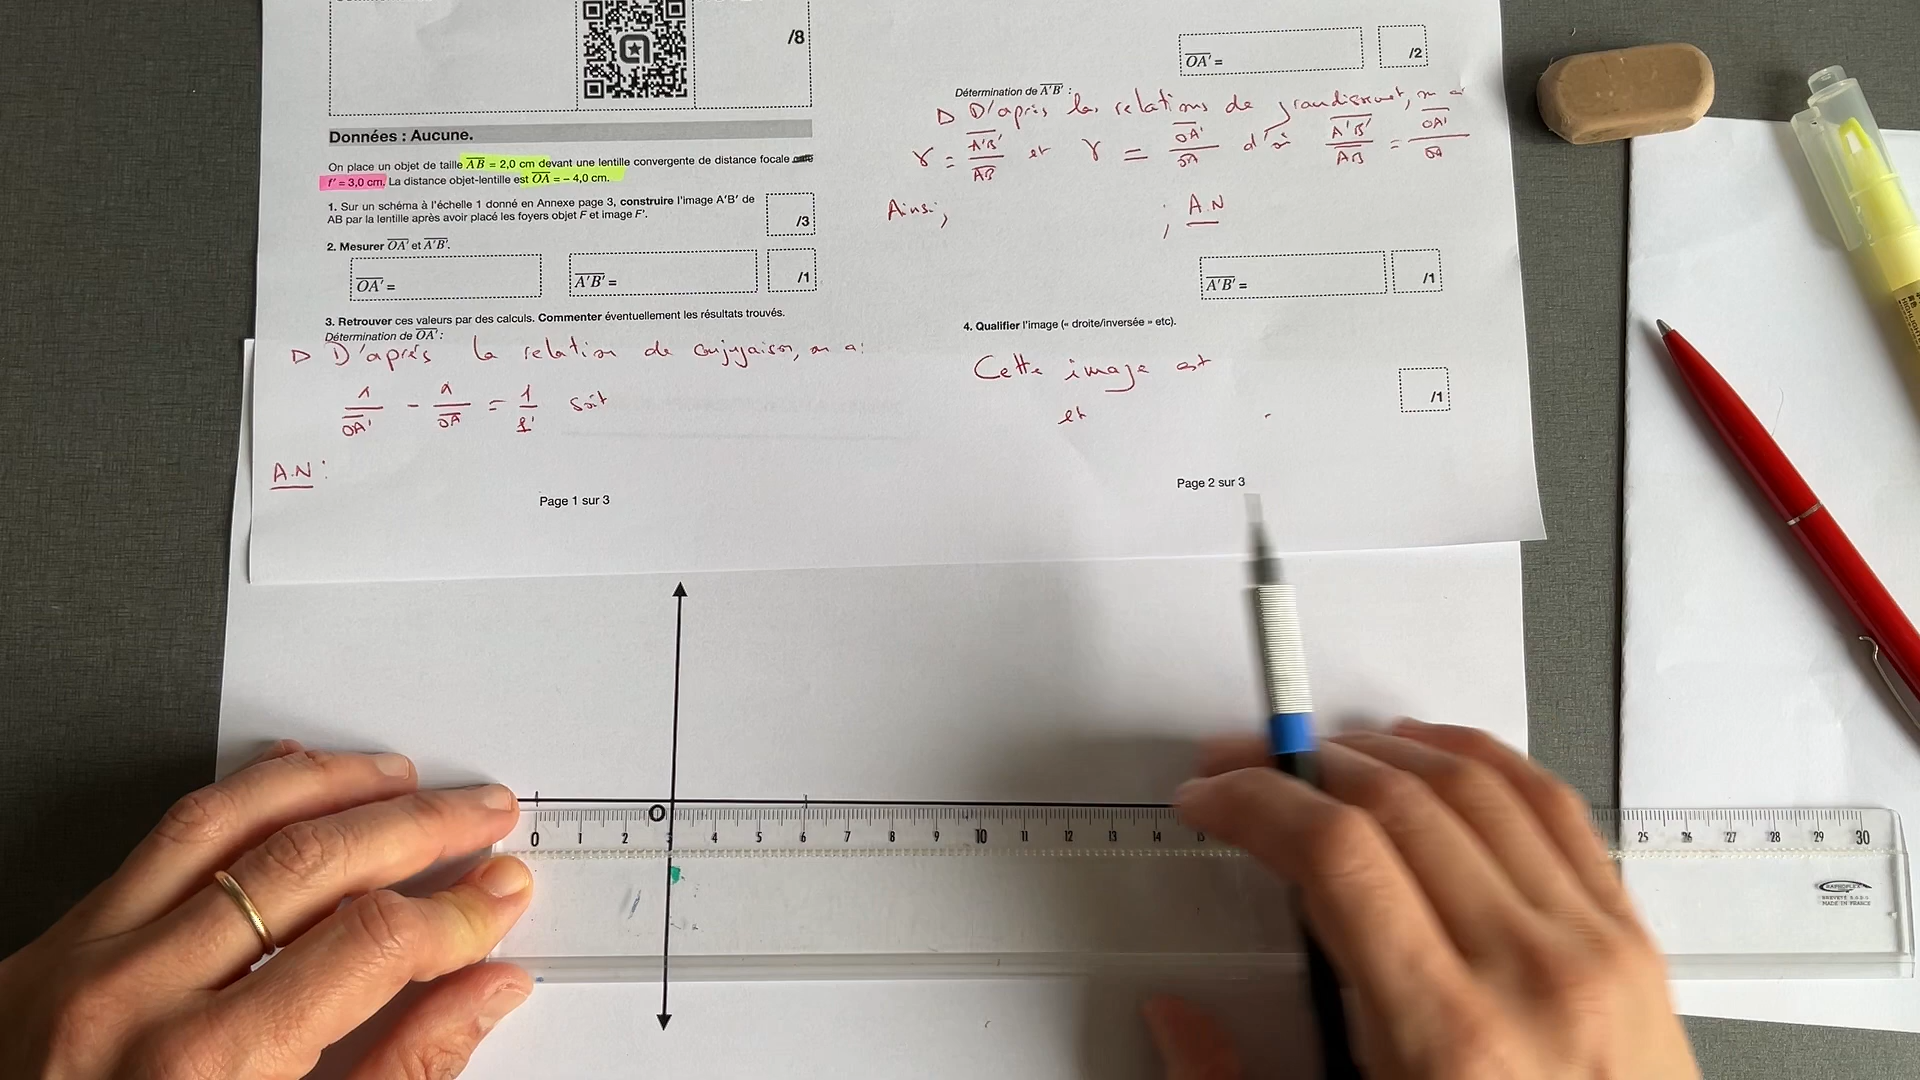 /8
Données : Aucune.
On place un objet de taille AB = 2,0 cm devant une lentille convergente de distance focale
f' = 3,0 cm. La distance objet-lentille est OA = − 4,0 cm.
1. Sur un schéma à l'échelle 1 donné en Annexe page 3, construire l'image A'B' de
AB par la lentille après avoir placé les foyers objet F et image F'.
/3
2. Mesurer OA' et A'B'.
OA' =
A'B' =
/1
3. Retrouver ces valeurs par des calculs. Commenter éventuellement les résultats trouvés.
Détermination de OA' :
▷ D'après la relation de conjugaison, on a :
1/OA' - 1/OA = 1/f' soit
A.N :
Page 1 sur 3
OA' =
/2
Détermination de A'B' :
▷ D'après les relations de grandissement, on a
γ = A'B'/AB et γ = OA'/OA d'où A'B'/AB = OA'/OA
Ainsi, ; A.N
A'B' =
/1
4. Qualifier l'image (« droite/inversée » etc).
Cette image est
et .
/1
Page 2 sur 3
O
0 1 2 3 4 5 6 7 8 9 10 11 12 13 14 15 25 26 27 28 29 30
MADE IN FRANCE